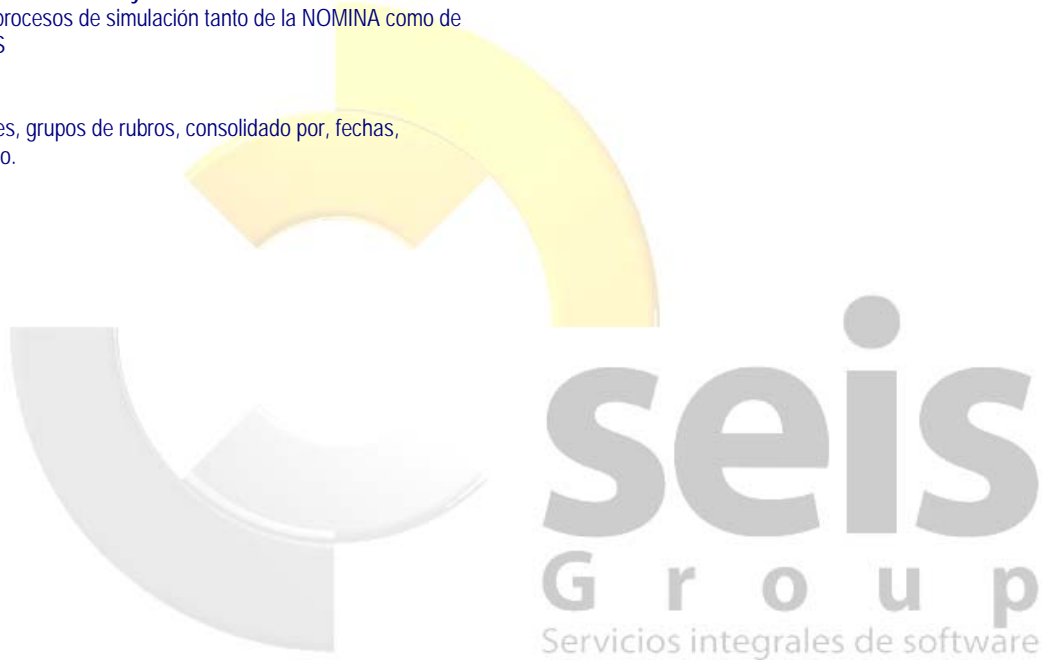 procesos de simulación tanto de la NOMINA como de
S
es, grupos de rubros, consolidado por, fechas,
o.
seis
Group
Servicios integrales de software